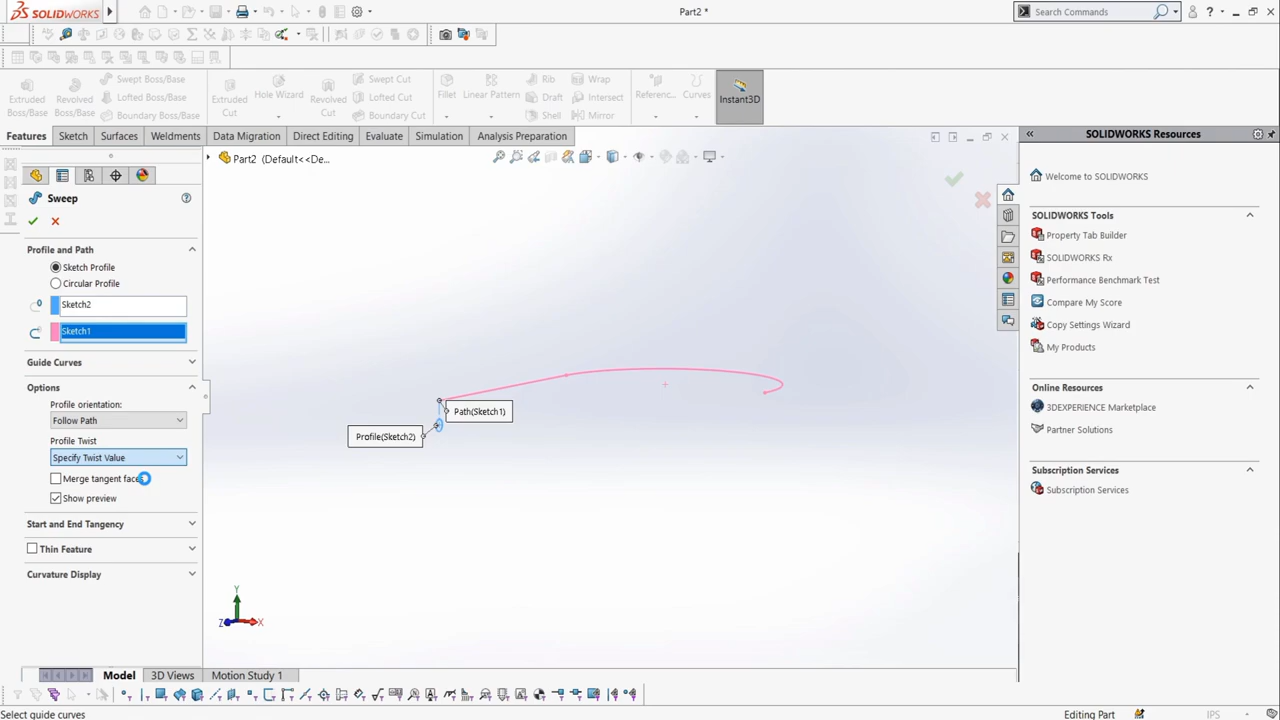 SOLIDWORKS
Part2 *
Search Commands
Extruded Boss/Base
Revolved Boss/Base
Swept Boss/Base
Lofted Boss/Base
Boundary Boss/Base
Extruded Cut
Hole Wizard
Revolved Cut
Swept Cut
Lofted Cut
Boundary Cut
Fillet
Linear Pattern
Rib
Draft
Shell
Wrap
Intersect
Mirror
Referenc...
Curves
Instant3D
Features
Sketch
Surfaces
Weldments
Data Migration
Direct Editing
Evaluate
Simulation
Analysis Preparation
Part2 (Default<<De...
Sweep
Profile and Path
Sketch Profile
Circular Profile
Sketch2
Sketch1
Guide Curves
Options
Profile orientation:
Follow Path
Profile Twist
Specify Twist Value
Merge tangent faces
Show preview
Start and End Tangency
Thin Feature
Curvature Display
Path(Sketch1)
Profile(Sketch2)
Y
Z
X
SOLIDWORKS Resources
Welcome to SOLIDWORKS
SOLIDWORKS Tools
Property Tab Builder
SOLIDWORKS Rx
Performance Benchmark Test
Compare My Score
Copy Settings Wizard
My Products
Online Resources
3DEXPERIENCE Marketplace
Partner Solutions
Subscription Services
Subscription Services
Model
3D Views
Motion Study 1
Select guide curves
Editing Part
IPS